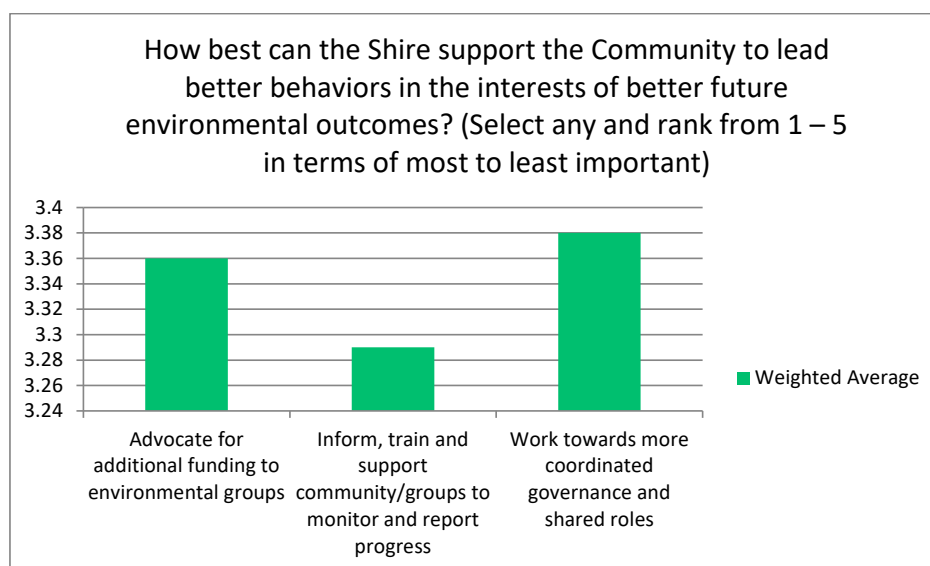 How best can the Shire support the Community to lead
better behaviors in the interests of better future
environmental outcomes? (Select any and rank from 1 – 5
in terms of most to least important)
3.4
3.38
3.36
3.34
3.32
3.3
3.28
3.26
3.24
Weighted Average
Advocate for
additional funding to
environmental groups
Inform, train and
support
community/groups to
monitor and report
progress
Work towards more
coordinated
governance and
shared roles